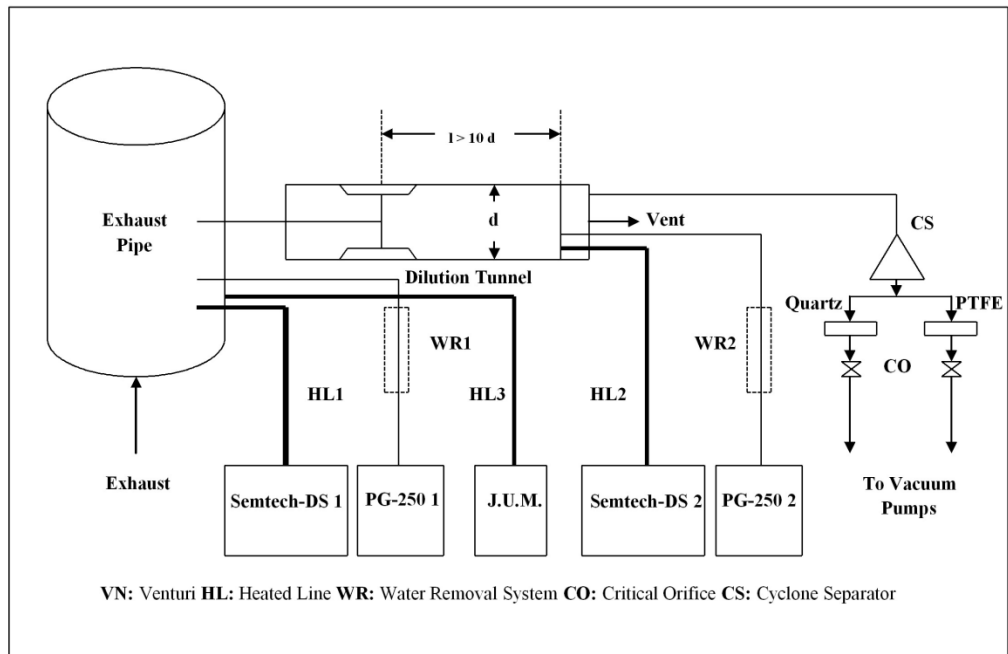 l > 10 d
Exhaust
Pipe
d
Vent
CS
Dilution Tunnel
Quartz
PTFE
WR1
WR2
CO
HL1
HL3
HL2
Exhaust
Semtech-DS 1
PG-250 1
J.U.M.
Semtech-DS 2
PG-250 2
To Vacuum
Pumps
VN: Venturi HL: Heated Line WR: Water Removal System CO: Critical Orifice CS: Cyclone Separator